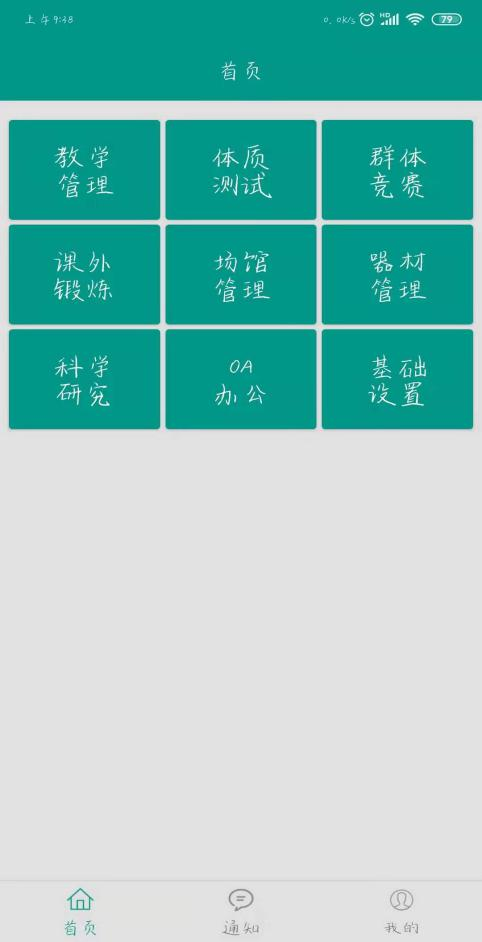 上午9:38
0.0K/s HD 79
首页
教学
管理
体质
测试
群体
竞赛
课外
锻炼
场馆
管理
器材
管理
科学
研究
OA
办公
基础
设置
首页 通知 我的